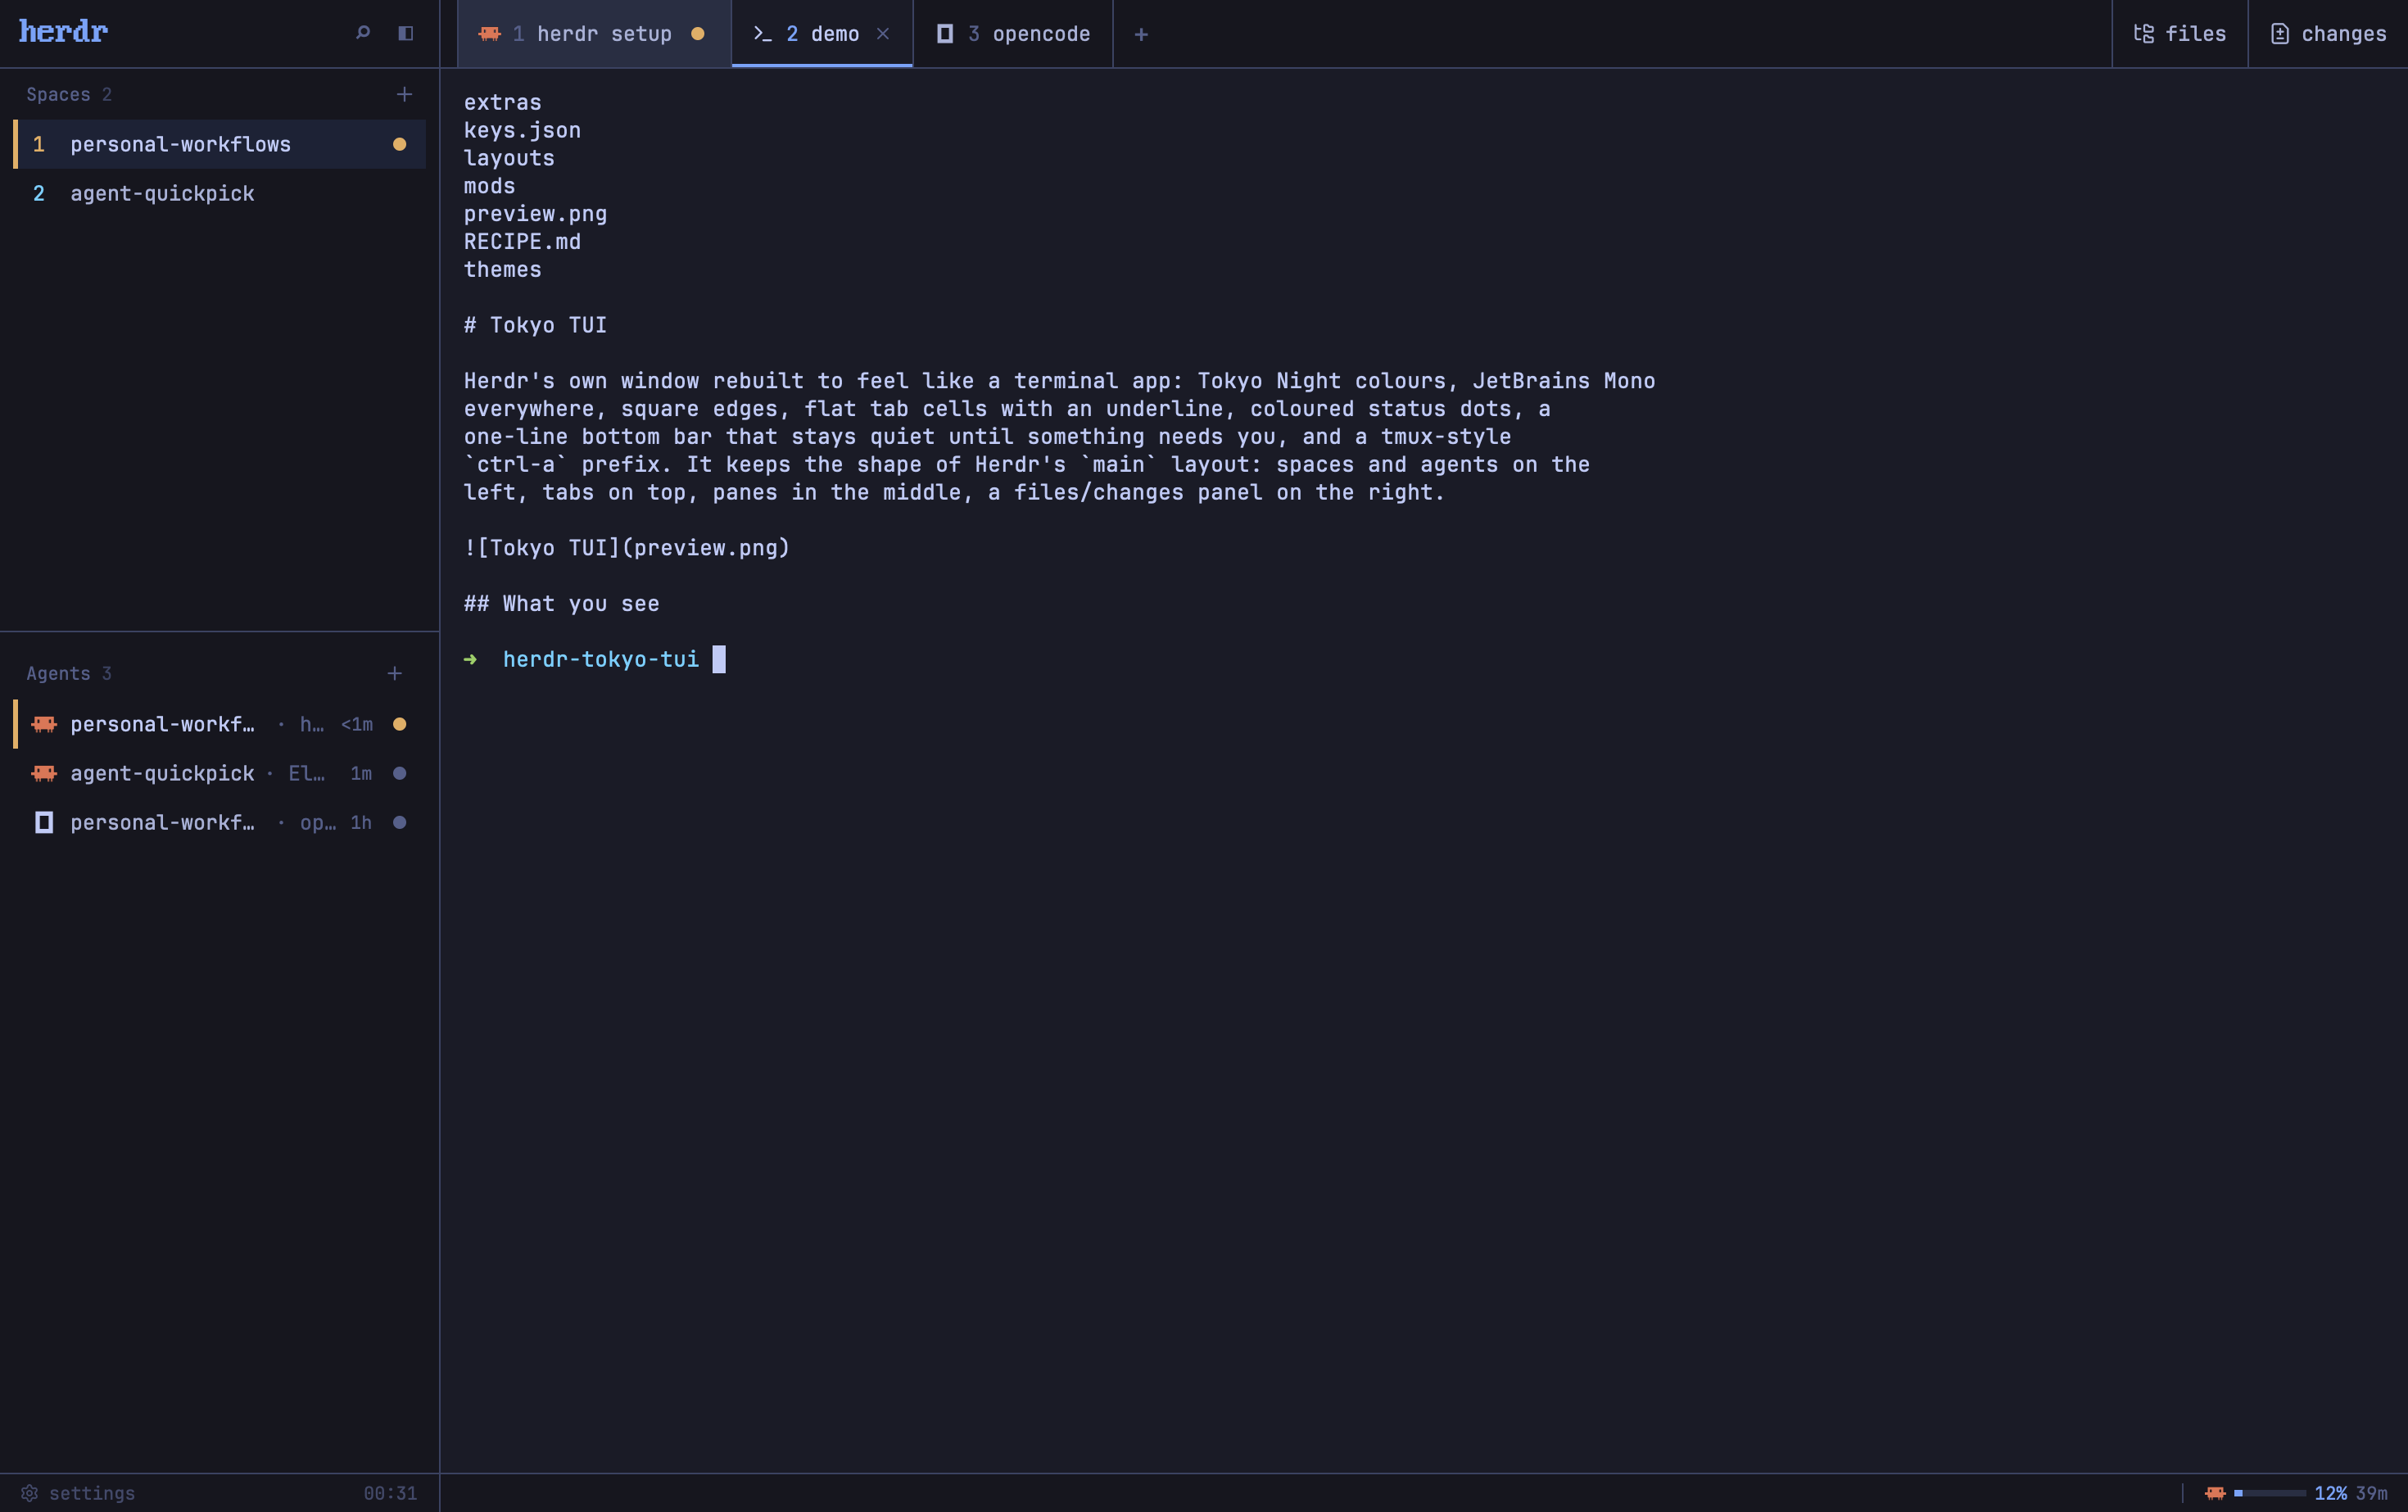 herdr
1 herdr setup
2 demo ×
3 opencode
+
files
changes
Spaces 2 +
1 personal-workflows
2 agent-quickpick
Agents 3 +
personal-workf… · h… <1m
agent-quickpick · El… 1m
personal-workf… · op… 1h
settings 00:31
extras
keys.json
layouts
mods
preview.png
RECIPE.md
themes
# Tokyo TUI
Herdr's own window rebuilt to feel like a terminal app: Tokyo Night colours, JetBrains Mono
everywhere, square edges, flat tab cells with an underline, coloured status dots, a
one-line bottom bar that stays quiet until something needs you, and a tmux-style
`ctrl-a` prefix. It keeps the shape of Herdr's `main` layout: spaces and agents on the
left, tabs on top, panes in the middle, a files/changes panel on the right.
![Tokyo TUI](preview.png)
## What you see
➜ herdr-tokyo-tui
12% 39m